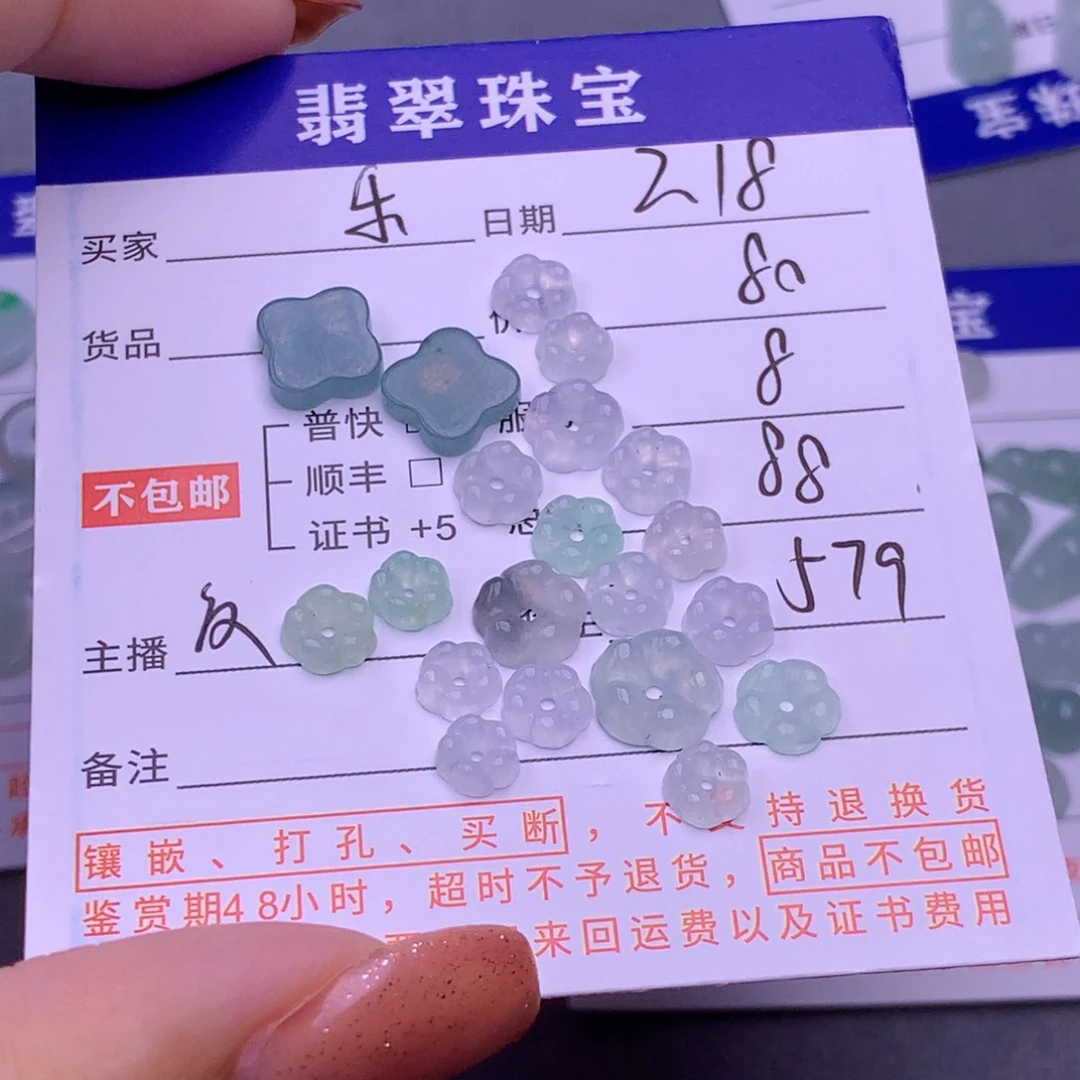 翡翠珠宝
买家 乐 日期 218
货品 80
普快 服 8
不包邮 顺丰 □ 88
证书 +5
主播 579
备注
镶嵌、打孔、买断，不 持退换货
鉴赏期48小时，超时不予退货，商品不包邮
来回运费以及证书费用